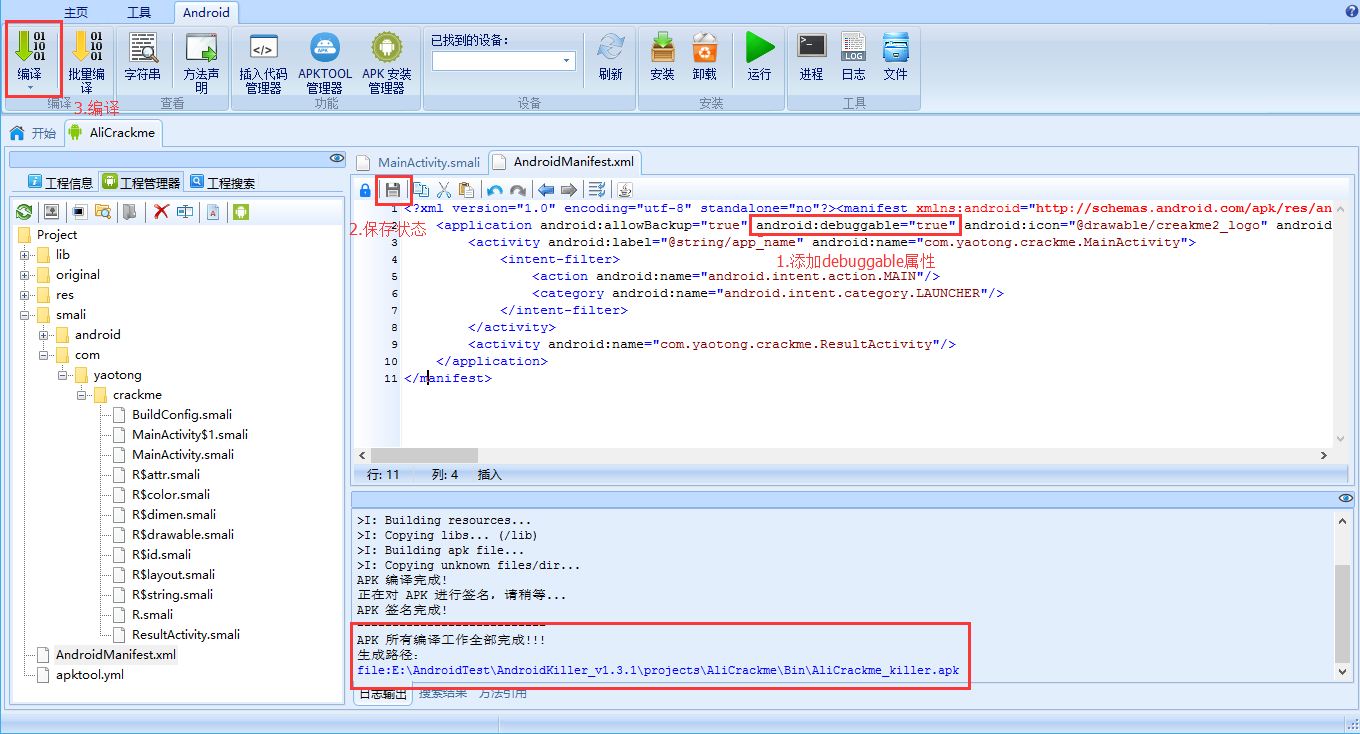 主页 工具 Android
编译 批量编译 字符串 方法声明 插入代码管理器 APKTOOL管理器 APK 安装管理器 已找到的设备: 刷新 安装 卸载 运行 进程 日志 文件
编译 查看 功能 设备 安装 工具
3.编译
开始 AliCrackme
MainActivity.smali AndroidManifest.xml
工程信息 工程管理器 工程搜索
2.保存状态
1.添加debuggable属性
Project
lib
original
res
smali
android
com
yaotong
crackme
BuildConfig.smali
MainActivity$1.smali
MainActivity.smali
R$attr.smali
R$color.smali
R$dimen.smali
R$drawable.smali
R$id.smali
R$layout.smali
R$string.smali
R.smali
ResultActivity.smali
AndroidManifest.xml
apktool.yml
1 <?xml version="1.0" encoding="utf-8" standalone="no"?><manifest xmlns:android="http://schemas.android.com/apk/res/an
2 <application android:allowBackup="true" android:debuggable="true" android:icon="@drawable/creakme2_logo" android
3 <activity android:label="@string/app_name" android:name="com.yaotong.crackme.MainActivity">
4 <intent-filter>
5 <action android:name="android.intent.action.MAIN"/>
6 <category android:name="android.intent.category.LAUNCHER"/>
7 </intent-filter>
8 </activity>
9 <activity android:name="com.yaotong.crackme.ResultActivity"/>
10 </application>
11 </manifest>
行: 11 列: 4 插入
>I: Building resources...
>I: Copying libs... (/lib)
>I: Building apk file...
>I: Copying unknown files/dir...
APK 编译完成!
正在对 APK 进行签名，请稍等...
APK 签名完成!
---------------------------
APK 所有编译工作全部完成!!!
生成路径:
file:E:\AndroidTest\AndroidKiller_v1.3.1\projects\AliCrackme\Bin\AliCrackme_killer.apk
日志输出 搜索结果 方法引用